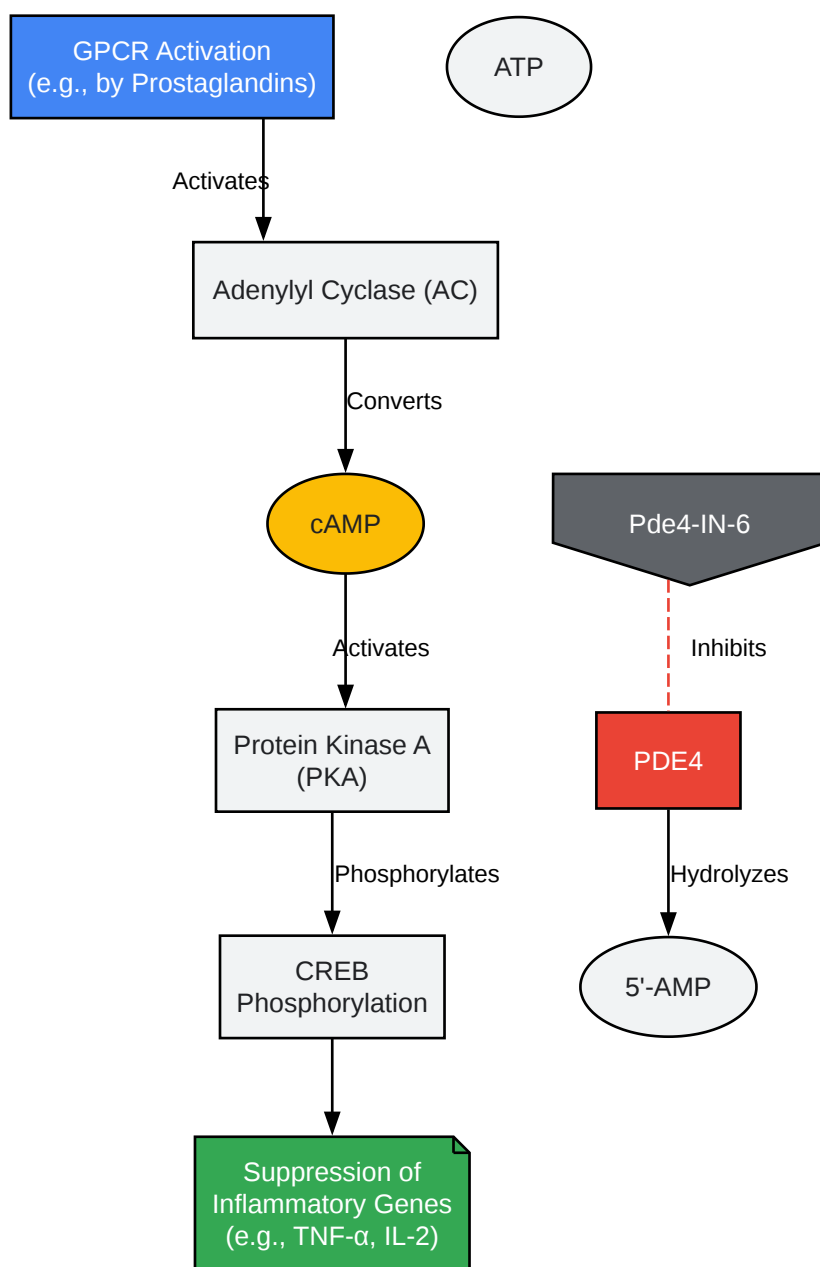 GPCR Activation
(e.g., by Prostaglandins)
ATP
Activates
Adenylyl Cyclase (AC)
Converts
cAMP
Pde4-IN-6
Activates
Inhibits
Protein Kinase A
(PKA)
PDE4
Phosphorylates
Hydrolyzes
CREB
Phosphorylation
5'-AMP
Suppression of
Inflammatory Genes
(e.g., TNF-α, IL-2)